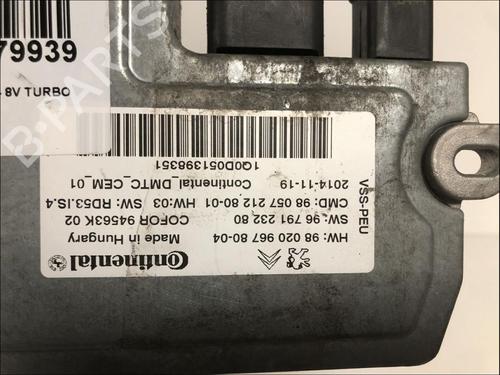 79939
8V TURBO
B-PARTS
Continental
Made in Hungary
HW: 98 020 967 80-04
COFOR 94563K 02
SW: 96 791 232 80
CMD: 98 057 212 80-01 HW: 03 SW: RD53.IS.4
2014-11-19 Continental_DMTC_CEM_01
VSS-PEU
1Q0D051398351